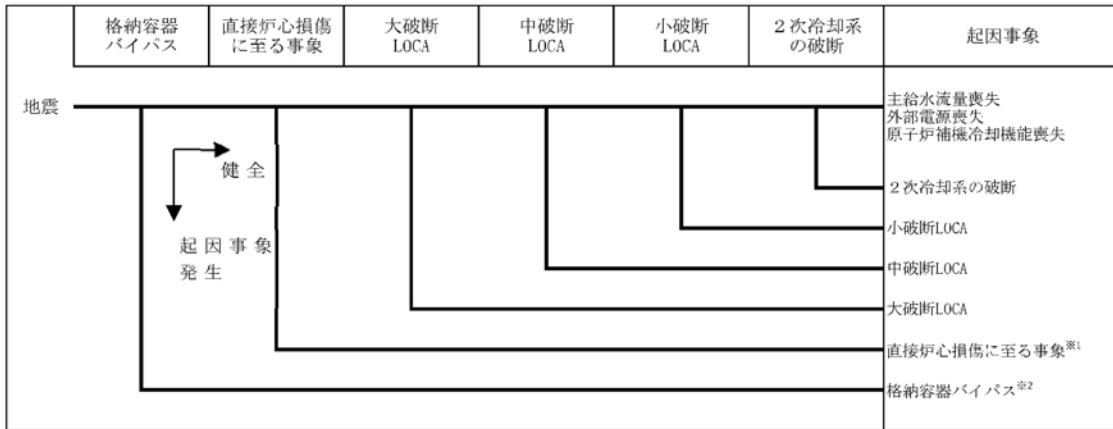 格納容器
バイパス
直接炉心損傷
に至る事象
大破断
LOCA
中破断
LOCA
小破断
LOCA
２次冷却系
の破断
起因事象
地震
主給水流量喪失
外部電源喪失
原子炉補機冷却機能喪失
健全
２次冷却系の破断
小破断LOCA
起因事象
発生
中破断LOCA
大破断LOCA
直接炉心損傷に至る事象※1
格納容器バイパス※2